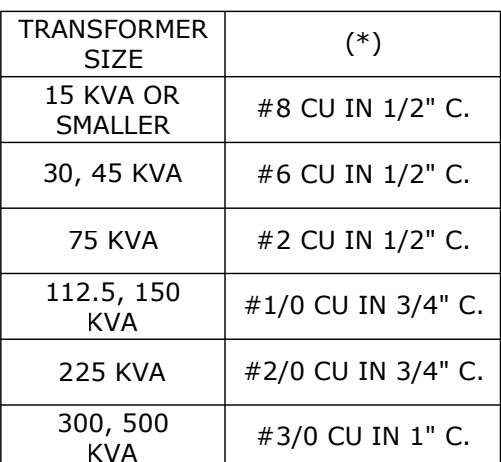 TRANSFORMER
SIZE
(*)
15 KVA OR
SMALLER
#8 CU IN 1/2" C.
30, 45 KVA
#6 CU IN 1/2" C.
75 KVA
#2 CU IN 1/2" C.
112.5, 150
KVA
#1/0 CU IN 3/4" C.
225 KVA
#2/0 CU IN 3/4" C.
300, 500
KVA
#3/0 CU IN 1" C.